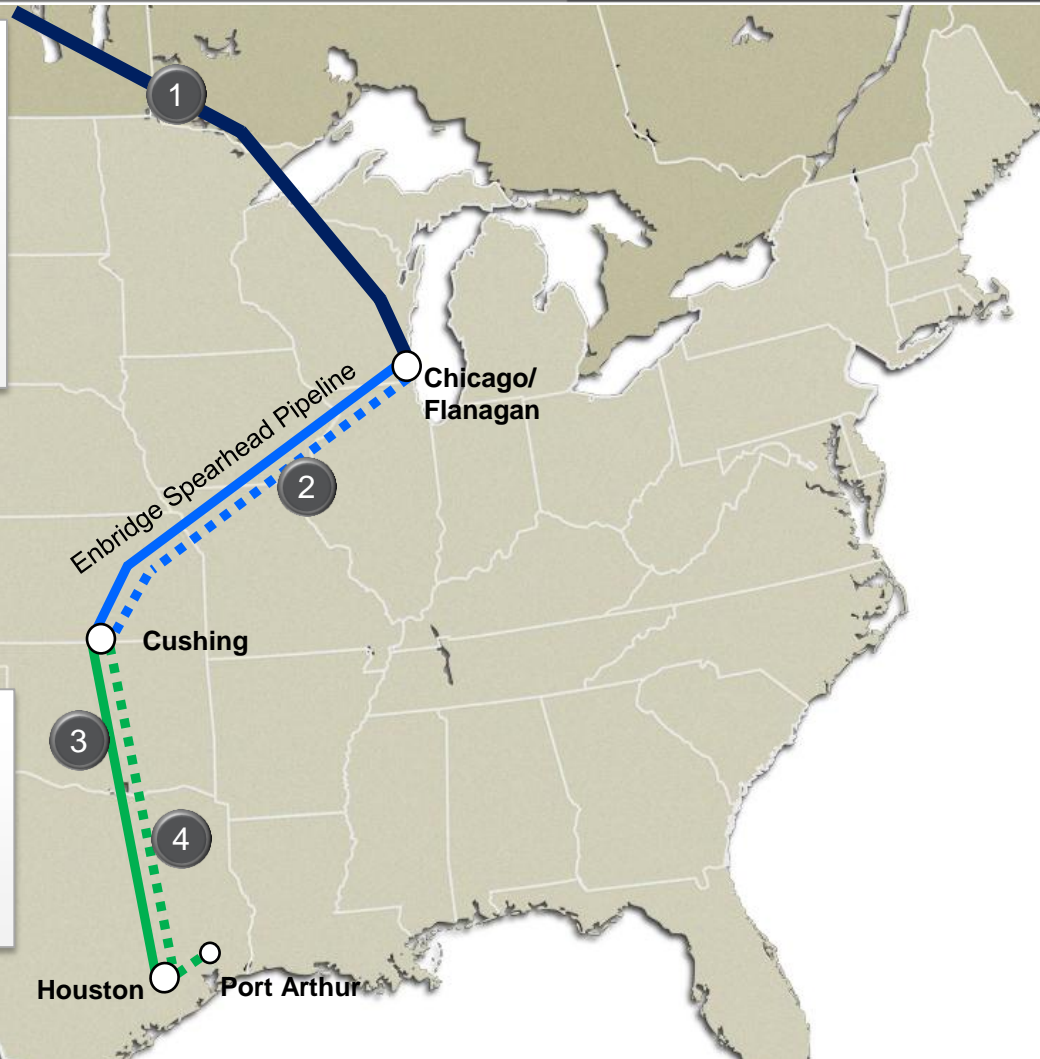 1
Chicago/
Flanagan
Enbridge Spearhead Pipeline
2
Cushing
3
4
Houston
Port Arthur